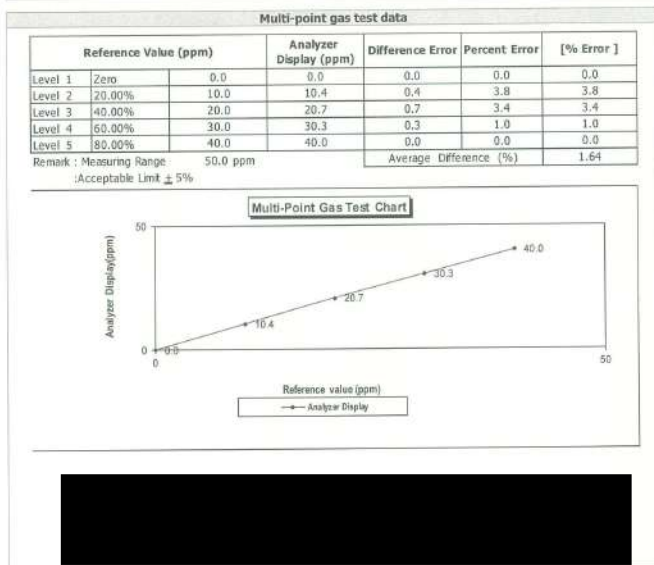 Multi-point gas test data
Reference Value (ppm) Analyzer Display (ppm) Difference Error Percent Error [% Error ]
Level 1 Zero 0.0 0.0 0.0 0.0 0.0
Level 2 20.00% 10.0 10.4 0.4 3.8 3.8
Level 3 40.00% 20.0 20.7 0.7 3.4 3.4
Level 4 60.00% 30.0 30.3 0.3 1.0 1.0
Level 5 80.00% 40.0 40.0 0.0 0.0 0.0
Remark : Measuring Range 50.0 ppm Average Difference (%) 1.64
:Acceptable Limit ± 5%
Multi-Point Gas Test Chart
50
Analyzer Display(ppm)
40.0
30.3
20.7
10.4
0 0.0
0 50
Reference value (ppm)
Analyzer Display